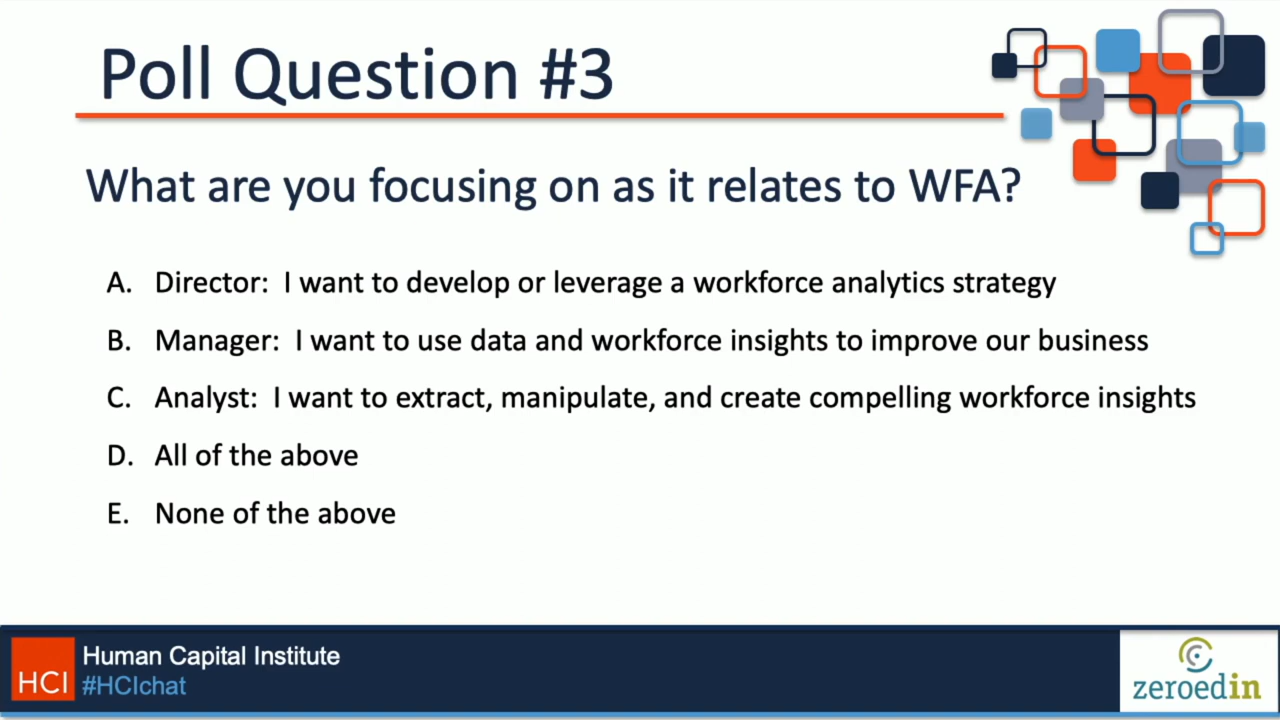 Poll Question #3
What are you focusing on as it relates to WFA?
A. Director: I want to develop or leverage a workforce analytics strategy
B. Manager: I want to use data and workforce insights to improve our business
C. Analyst: I want to extract, manipulate, and create compelling workforce insights
D. All of the above
E. None of the above
HCI
Human Capital Institute
#HCIchat
zeroedin